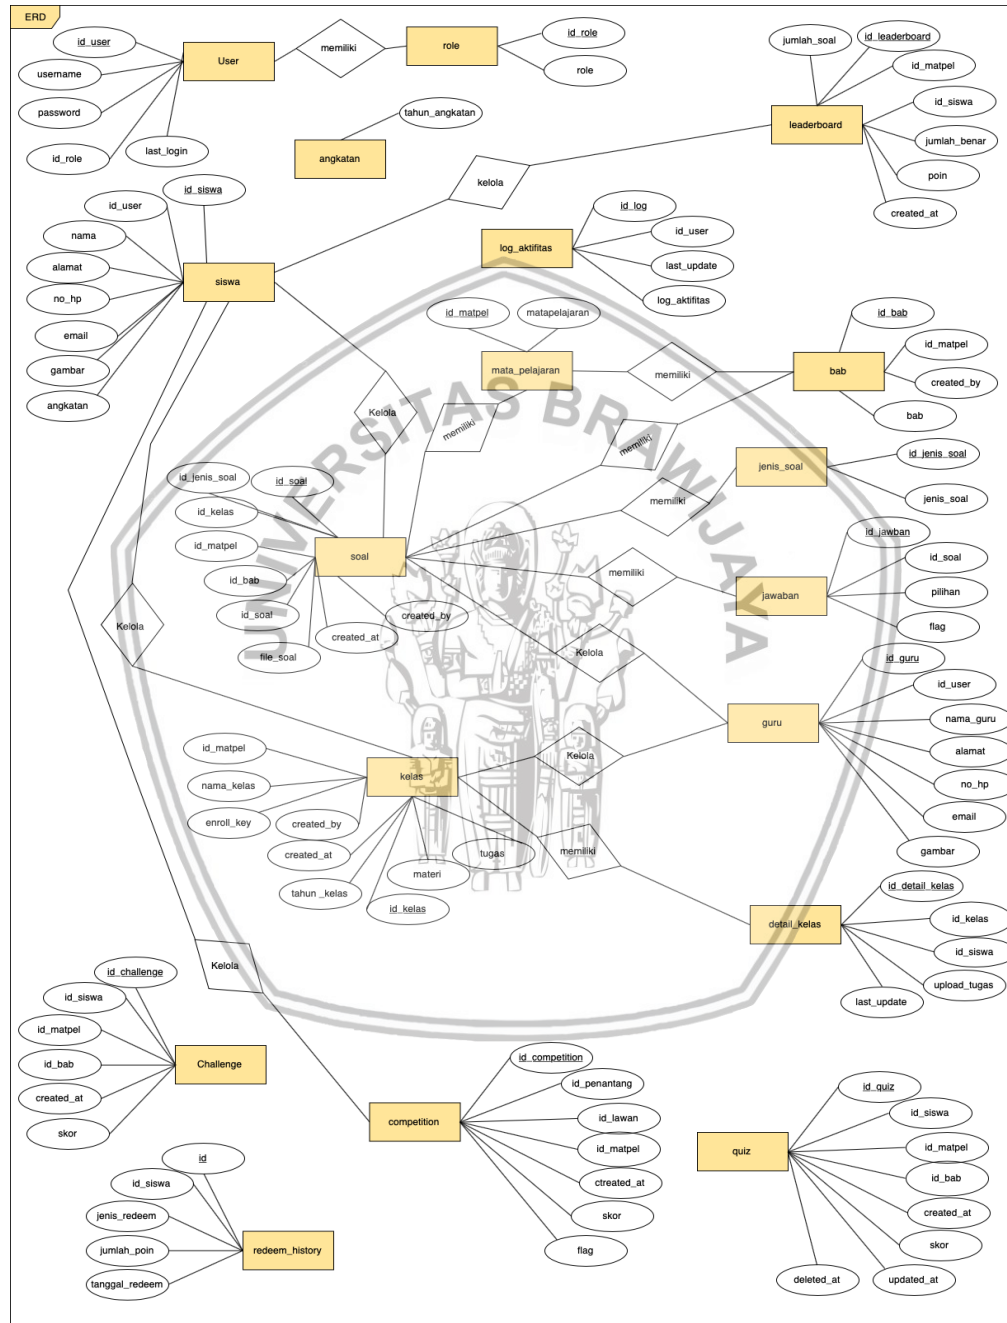 ERD
id_user
username
password
id_role
last_login
User
memiliki
role
id_role
role
tahun_angkatan
angkatan
jumlah_soal
id_leaderboard
id_matpel
id_siswa
jumlah_benar
poin
created_at
leaderboard
kelola
id_siswa
id_user
nama
alamat
no_hp
email
gambar
angkatan
siswa
log_aktifitas
id_log
id_user
last_update
log_aktifitas
id_matpel
matapelajaran
mata_pelajaran
memiliki
bab
id_bab
id_matpel
created_by
bab
Kelola
memiliki
memiliki
memiliki
jenis_soal
id_jenis_soal
jenis_soal
id_jenis_soal
id_soal
id_kelas
id_matpel
id_bab
id_soal
file_soal
created_at
created_by
soal
memiliki
jawaban
id_jawban
id_soal
pilihan
flag
Kelola
Kelola
guru
id_guru
id_user
nama_guru
alamat
no_hp
email
gambar
Kelola
id_matpel
nama_kelas
enroll_key
created_by
created_at
tahun _kelas
id_kelas
materi
tugas
kelas
memiliki
detail_kelas
id_detail_kelas
id_kelas
id_siswa
upload_tugas
last_update
Kelola
id_challenge
id_siswa
id_matpel
id_bab
created_at
skor
Challenge
competition
id_competition
id_penantang
id_lawan
id_matpel
ctreated_at
skor
flag
quiz
id_quiz
id_siswa
id_matpel
id_bab
created_at
skor
updated_at
deleted_at
id
id_siswa
jenis_redeem
jumlah_poin
tanggal_redeem
redeem_history
UNIVERSITAS BRAWIJAYA